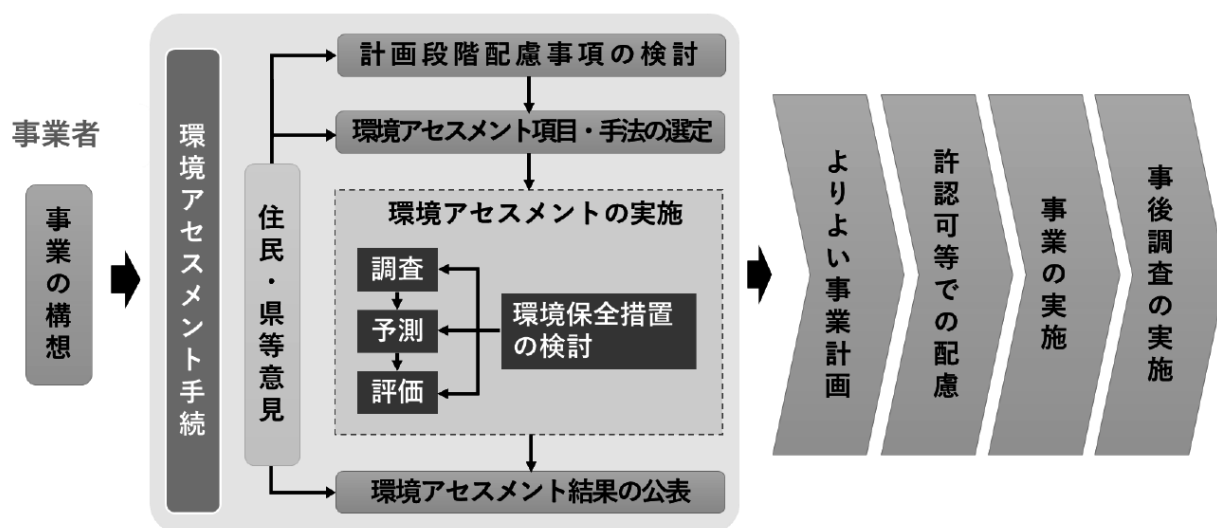 事業者
事業の構想
環境アセスメント手続
住民・県等意見
計画段階配慮事項の検討
環境アセスメント項目・手法の選定
環境アセスメントの実施
調査
予測
評価
環境保全措置
の検討
環境アセスメント結果の公表
よりよい事業計画
許認可等での配慮
事業の実施
事後調査の実施